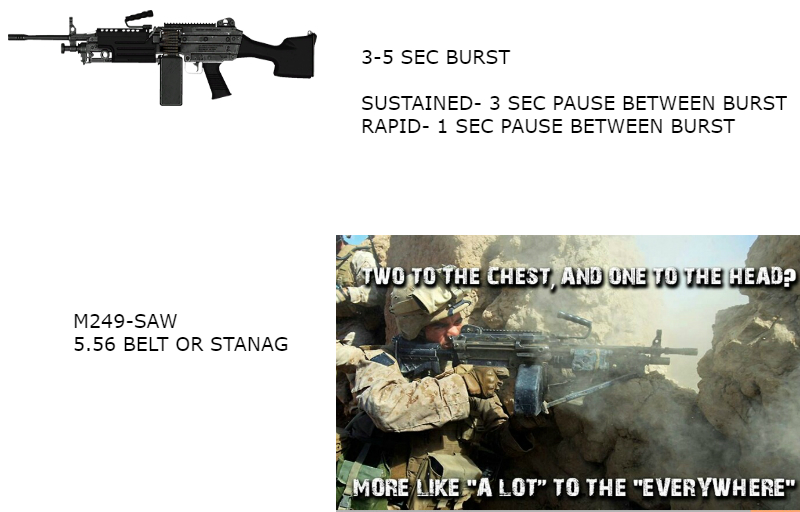 3-5 SEC BURST
SUSTAINED- 3 SEC PAUSE BETWEEN BURST
RAPID- 1 SEC PAUSE BETWEEN BURST
TWO TO THE CHEST, AND ONE TO THE HEAD?
M249-SAW
5.56 BELT OR STANAG
MORE LIKE "A LOT" TO THE "EVERYWHERE"